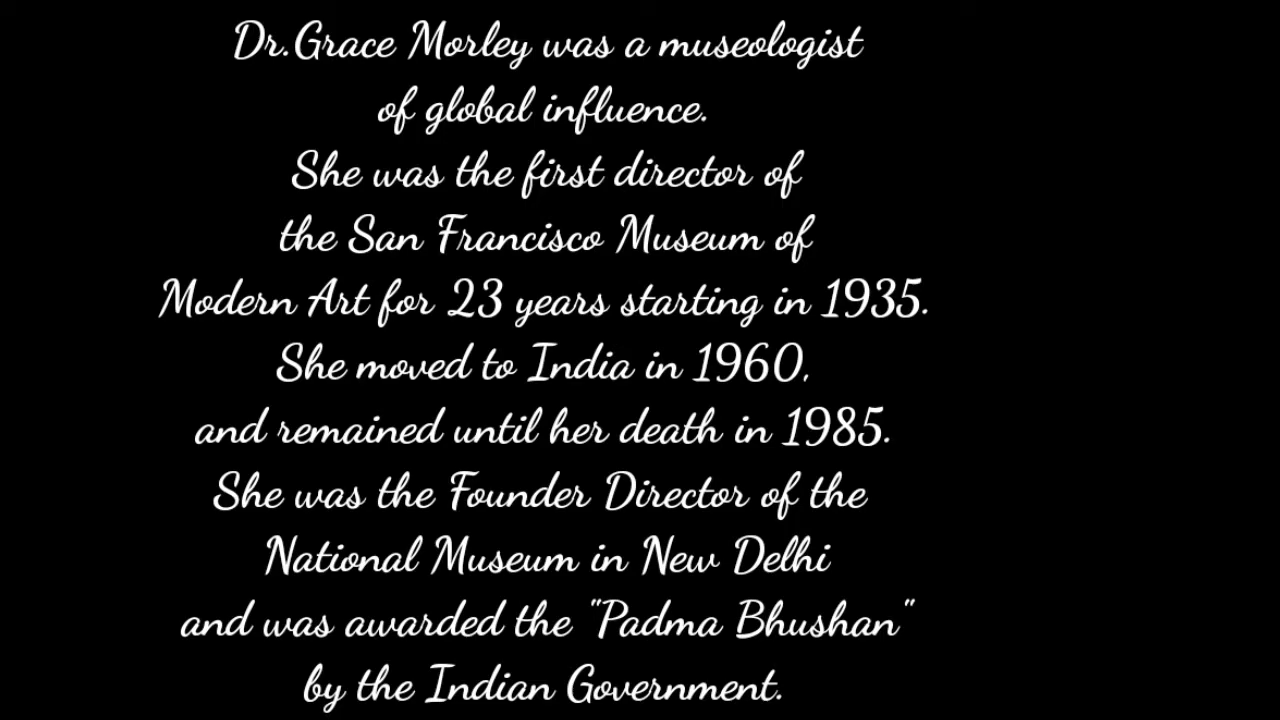 Dr.Grace Morley was a museologist
of global influence.
She was the first director of
the San Francisco Museum of
Modern Art for 23 years starting in 1935.
She moved to India in 1960,
and remained until her death in 1985.
She was the Founder Director of the
National Museum in New Delhi
and was awarded the "Padma Bhushan"
by the Indian Government.